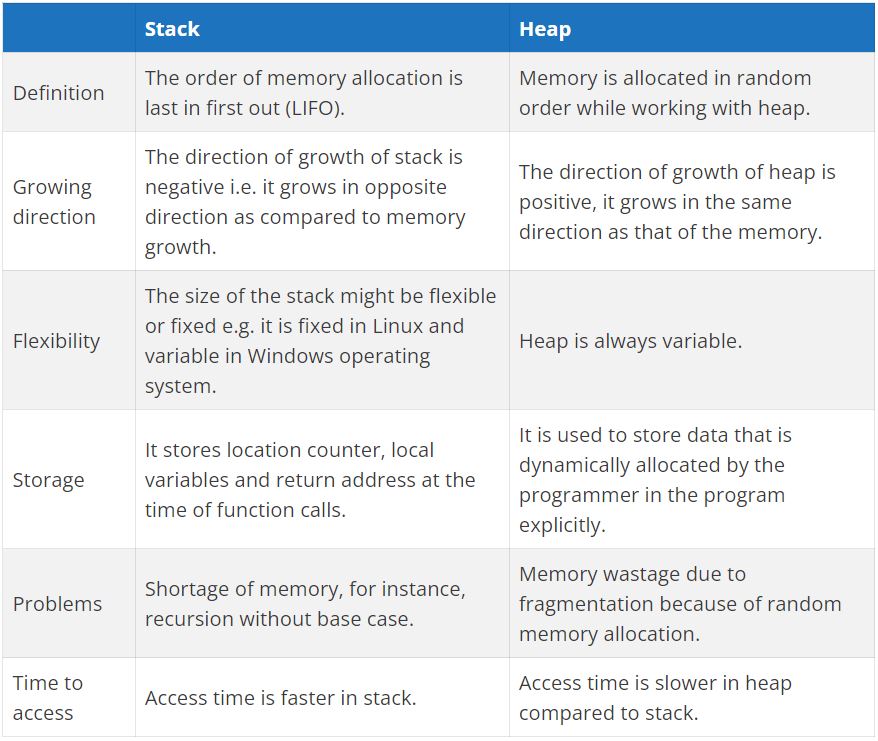 Stack
Heap
Definition
The order of memory allocation is
last in first out (LIFO).
Memory is allocated in random
order while working with heap.
Growing
direction
The direction of growth of stack is
negative i.e. it grows in opposite
direction as compared to memory
growth.
The direction of growth of heap is
positive, it grows in the same
direction as that of the memory.
Flexibility
The size of the stack might be flexible
or fixed e.g. it is fixed in Linux and
variable in Windows operating
system.
Heap is always variable.
Storage
It stores location counter, local
variables and return address at the
time of function calls.
It is used to store data that is
dynamically allocated by the
programmer in the program
explicitly.
Problems
Shortage of memory, for instance,
recursion without base case.
Memory wastage due to
fragmentation because of random
memory allocation.
Time to
access
Access time is faster in stack.
Access time is slower in heap
compared to stack.